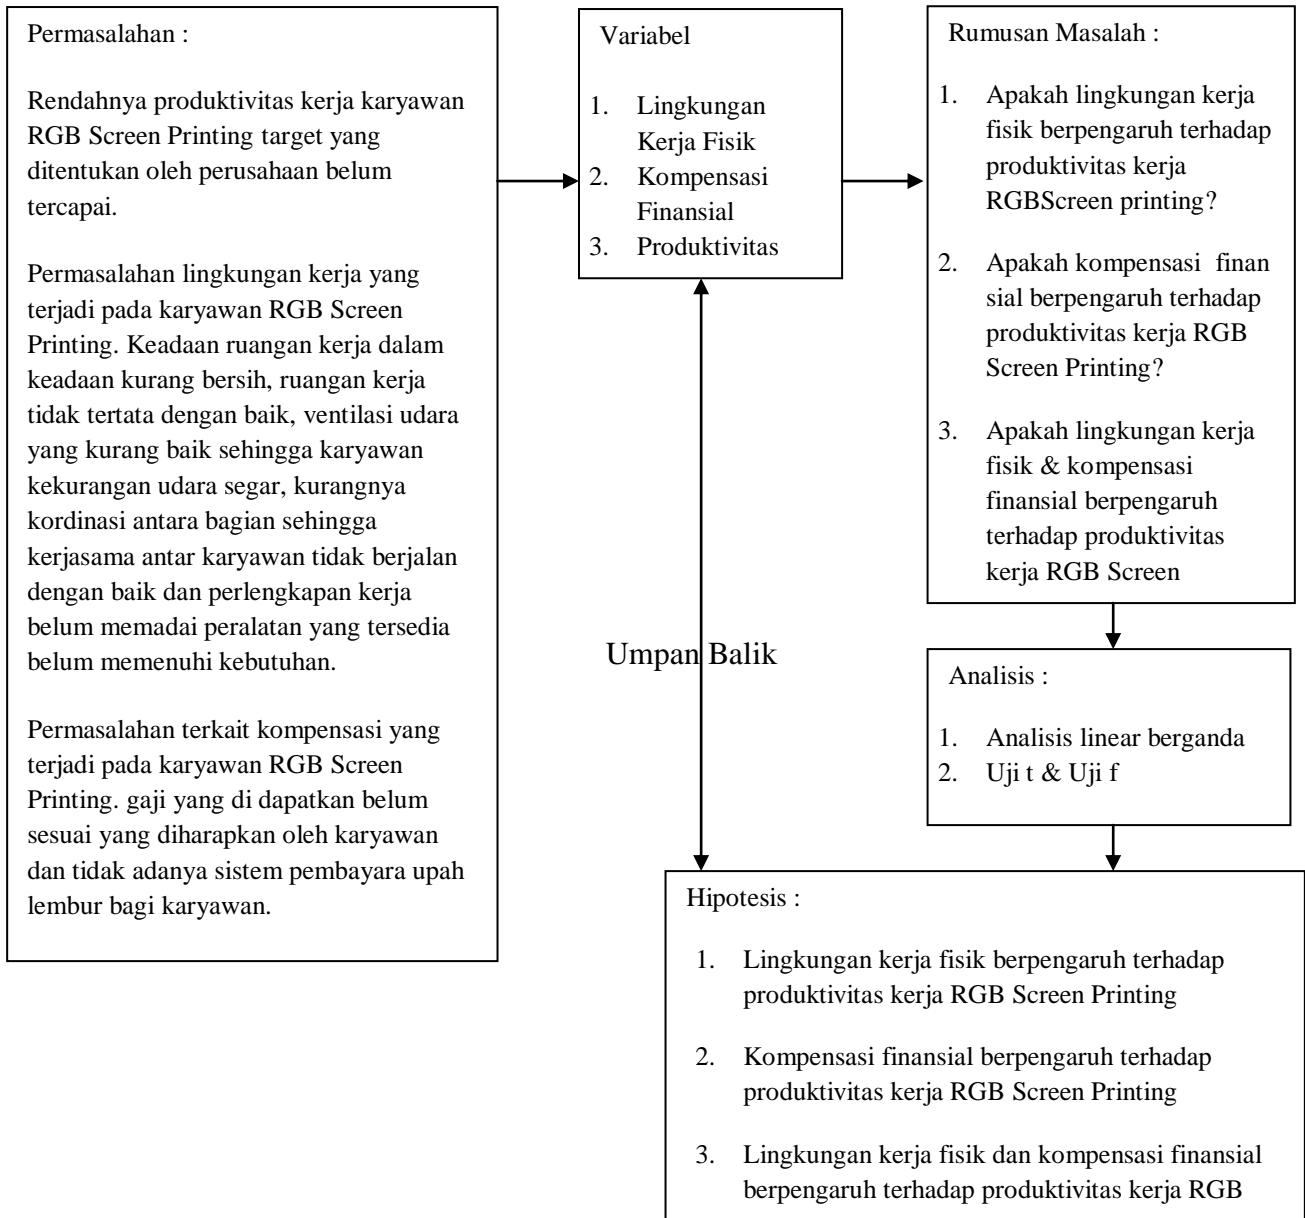 Permasalahan :
Rendahnya produktivitas kerja karyawan
RGB Screen Printing target yang
ditentukan oleh perusahaan belum
tercapai.
Permasalahan lingkungan kerja yang
terjadi pada karyawan RGB Screen
Printing. Keadaan ruangan kerja dalam
keadaan kurang bersih, ruangan kerja
tidak tertata dengan baik, ventilasi udara
yang kurang baik sehingga karyawan
kekurangan udara segar, kurangnya
kordinasi antara bagian sehingga
kerjasama antar karyawan tidak berjalan
dengan baik dan perlengkapan kerja
belum memadai peralatan yang tersedia
belum memenuhi kebutuhan.
Permasalahan terkait kompensasi yang
terjadi pada karyawan RGB Screen
Printing. gaji yang di dapatkan belum
sesuai yang diharapkan oleh karyawan
dan tidak adanya sistem pembayara upah
lembur bagi karyawan.
Variabel
1. Lingkungan
Kerja Fisik
2. Kompensasi
Finansial
3. Produktivitas
Rumusan Masalah :
1. Apakah lingkungan kerja
fisik berpengaruh terhadap
produktivitas kerja
RGBScreen printing?
2. Apakah kompensasi finan
sial berpengaruh terhadap
produktivitas kerja RGB
Screen Printing?
3. Apakah lingkungan kerja
fisik & kompensasi
finansial berpengaruh
terhadap produktivitas
kerja RGB Screen
Umpan Balik
Analisis :
1. Analisis linear berganda
2. Uji t & Uji f
Hipotesis :
1. Lingkungan kerja fisik berpengaruh terhadap
produktivitas kerja RGB Screen Printing
2. Kompensasi finansial berpengaruh terhadap
produktivitas kerja RGB Screen Printing
3. Lingkungan kerja fisik dan kompensasi finansial
berpengaruh terhadap produktivitas kerja RGB